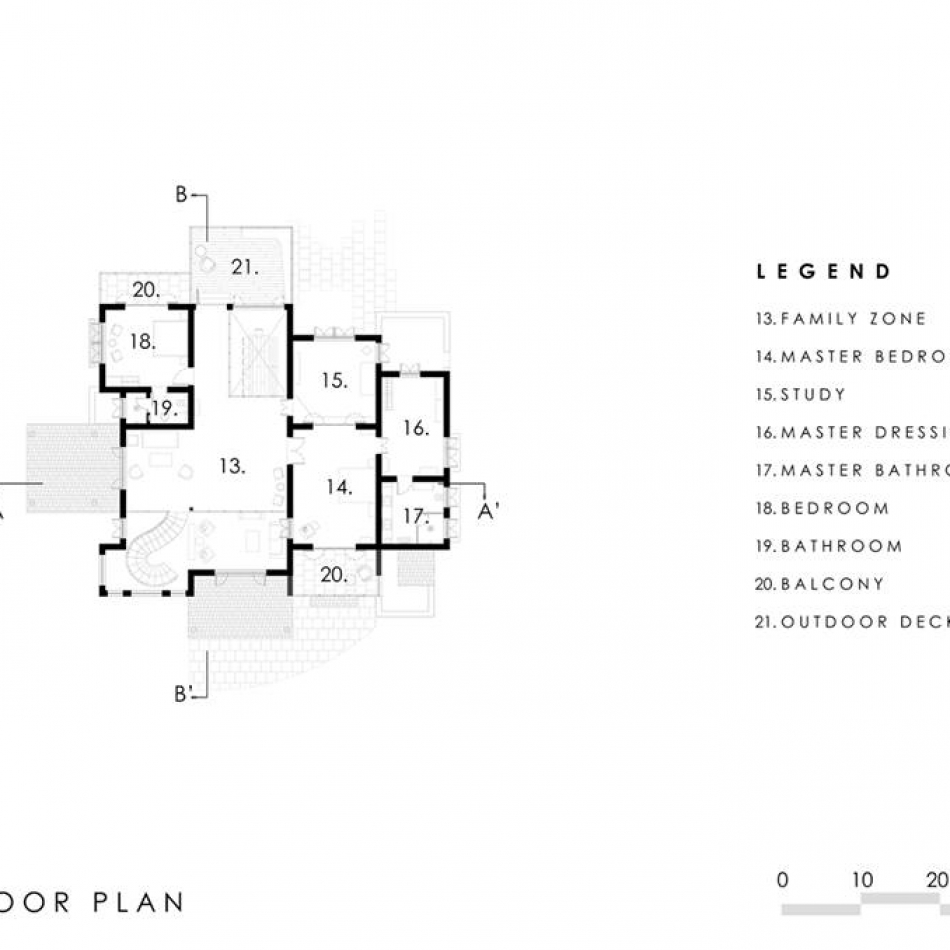 B
21.
20.
18.
15.
19.
16.
13.
14.
A'
17.
20.
B'
LEGEND
13. FAMILY ZONE
14. MASTER BEDRO
15. STUDY
16. MASTER DRESSI
17. MASTER BATHRO
18. BEDROOM
19. BATHROOM
20. BALCONY
21. OUTDOOR DECK
OOR PLAN
0 10 20